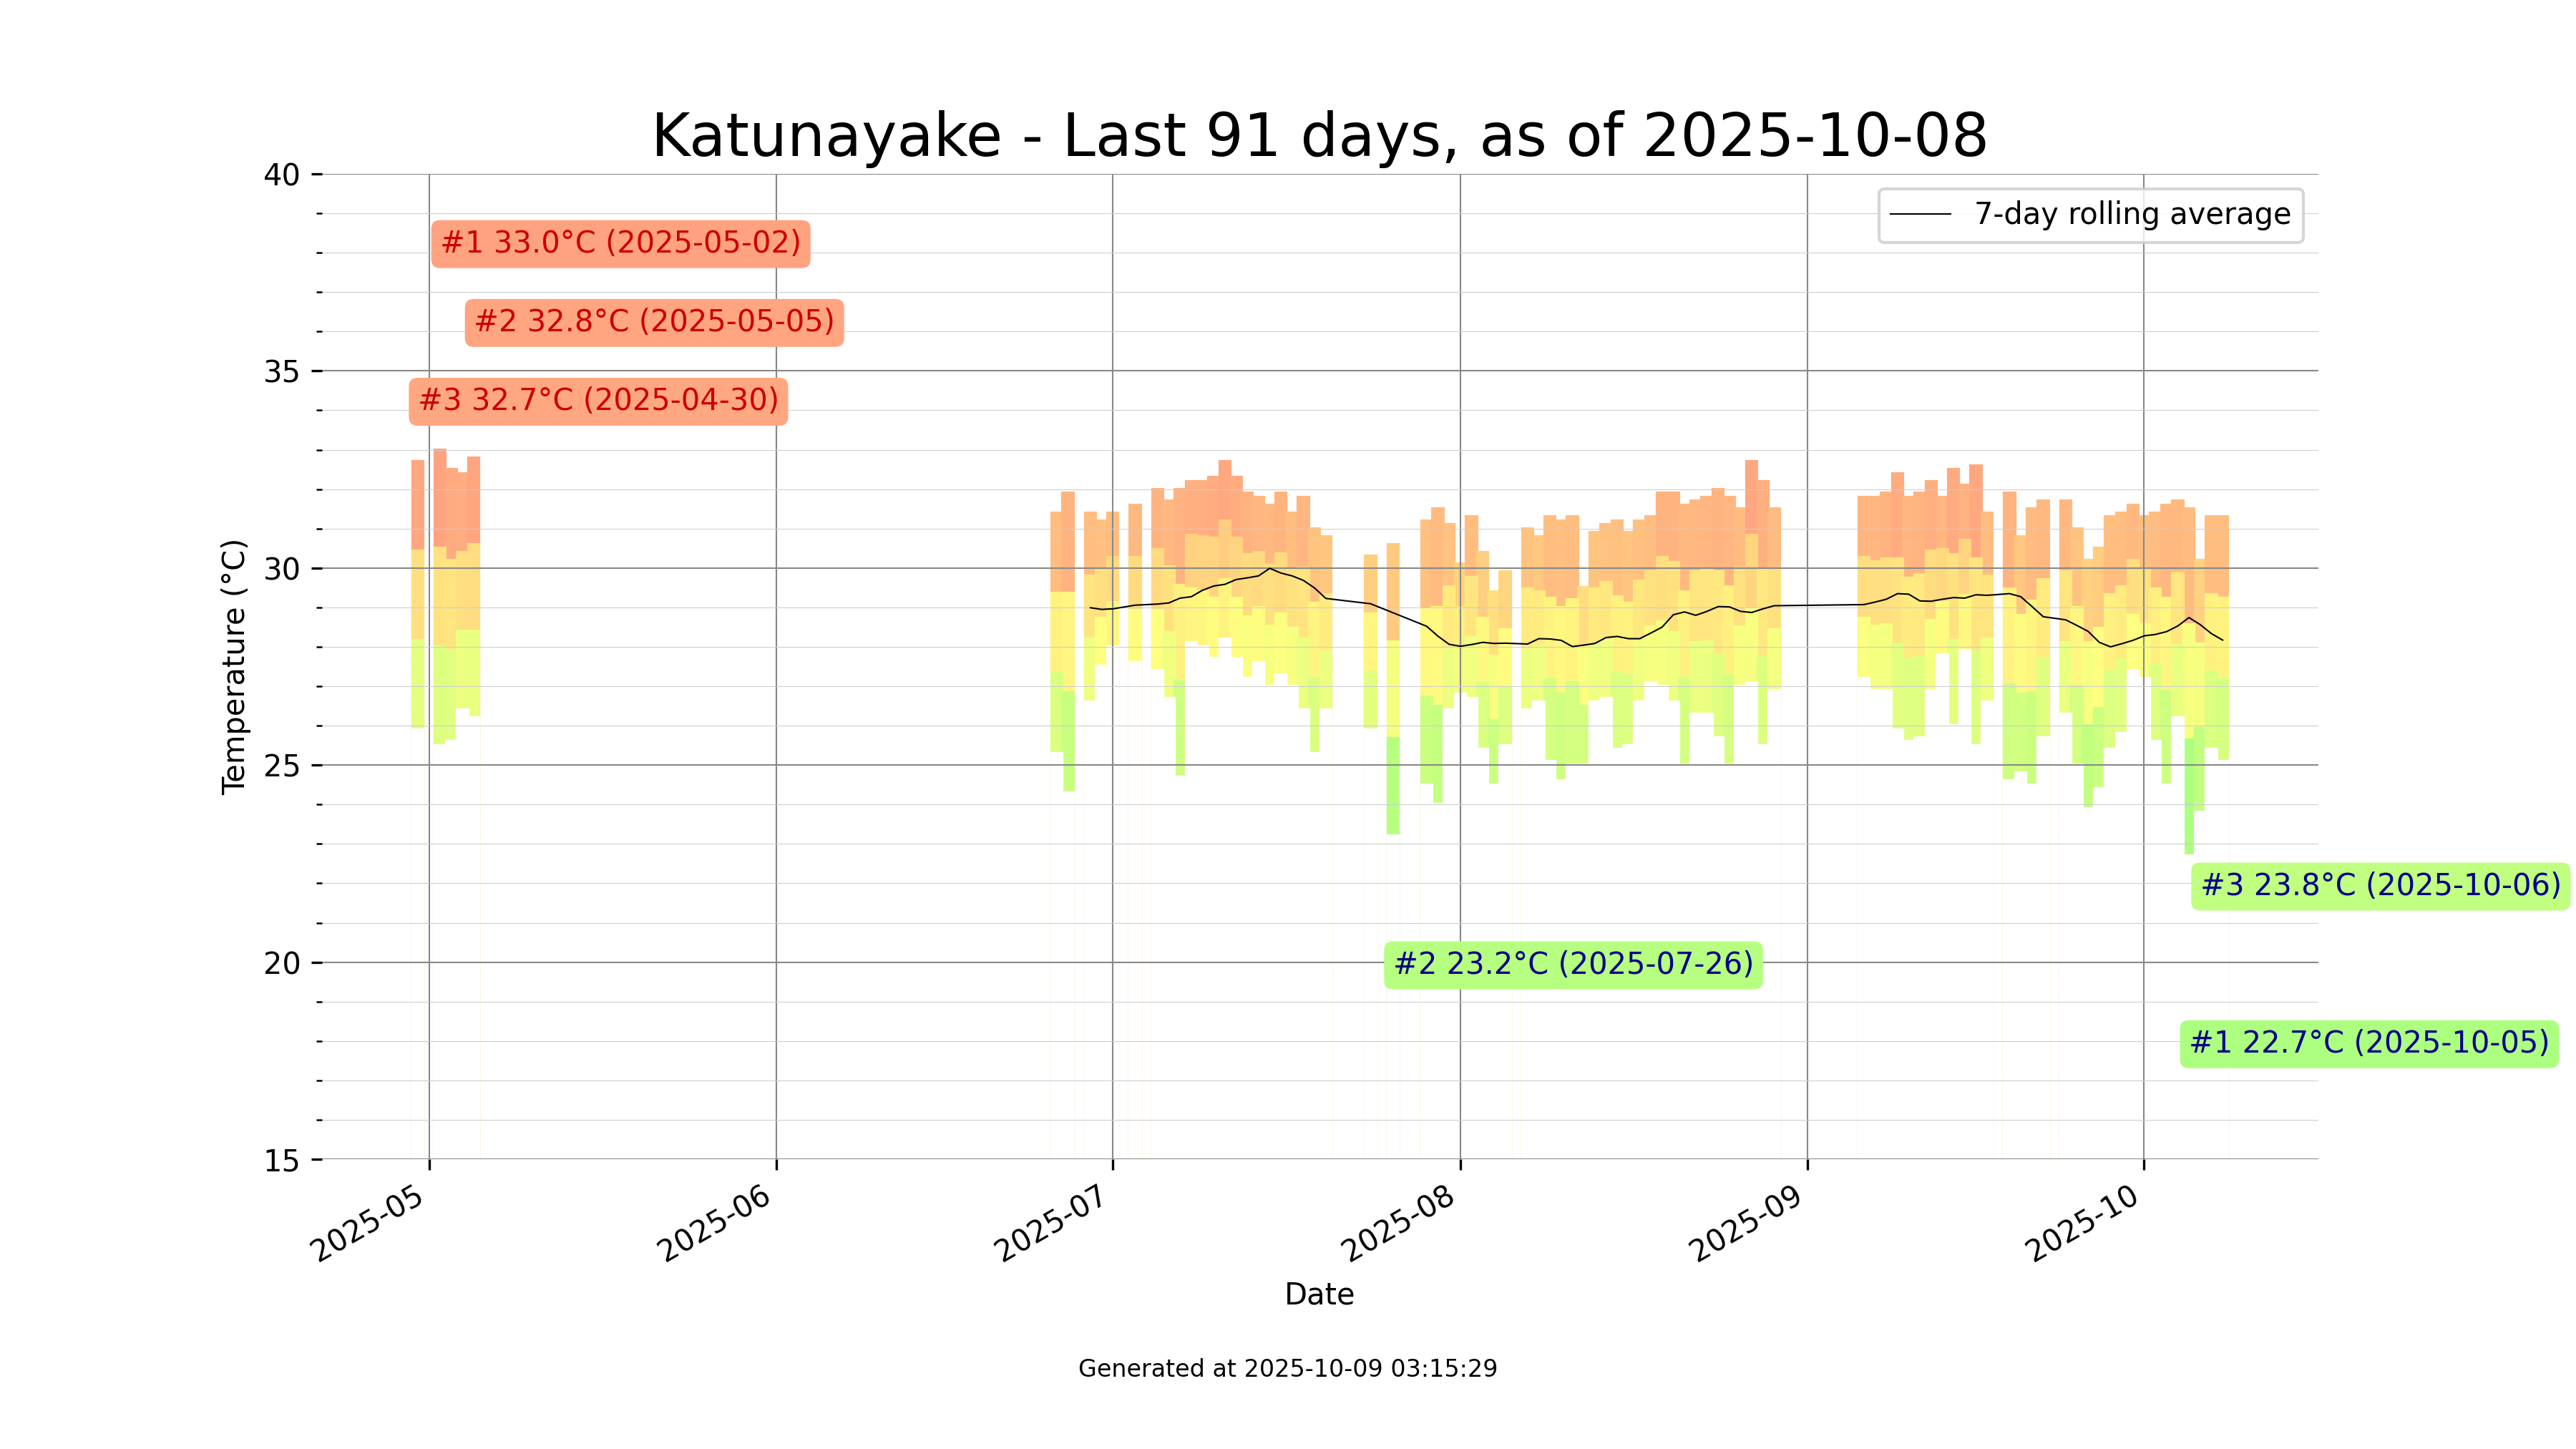 Katunayake - Last 91 days, as of 2025-10-08
40
35
30
25
20
15
Temperature (°C)
7-day rolling average
#1 33.0°C (2025-05-02)
#2 32.8°C (2025-05-05)
#3 32.7°C (2025-04-30)
#3 23.8°C (2025-10-06)
#2 23.2°C (2025-07-26)
#1 22.7°C (2025-10-05)
2025-05
2025-06
2025-07
2025-08
2025-09
2025-10
Date
Generated at 2025-10-09 03:15:29